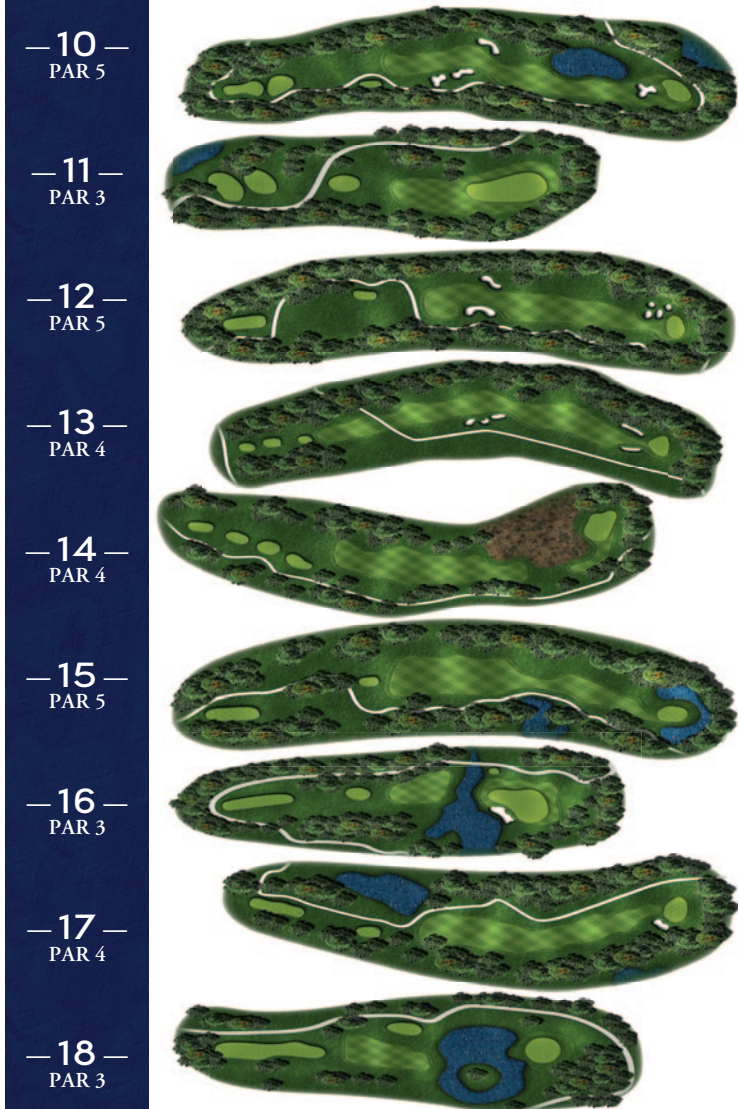 — 10 —
PAR 5
— 11 —
PAR 3
— 12 —
PAR 5
— 13 —
PAR 4
— 14 —
PAR 4
— 15 —
PAR 5
— 16 —
PAR 3
— 17 —
PAR 4
— 18 —
PAR 3